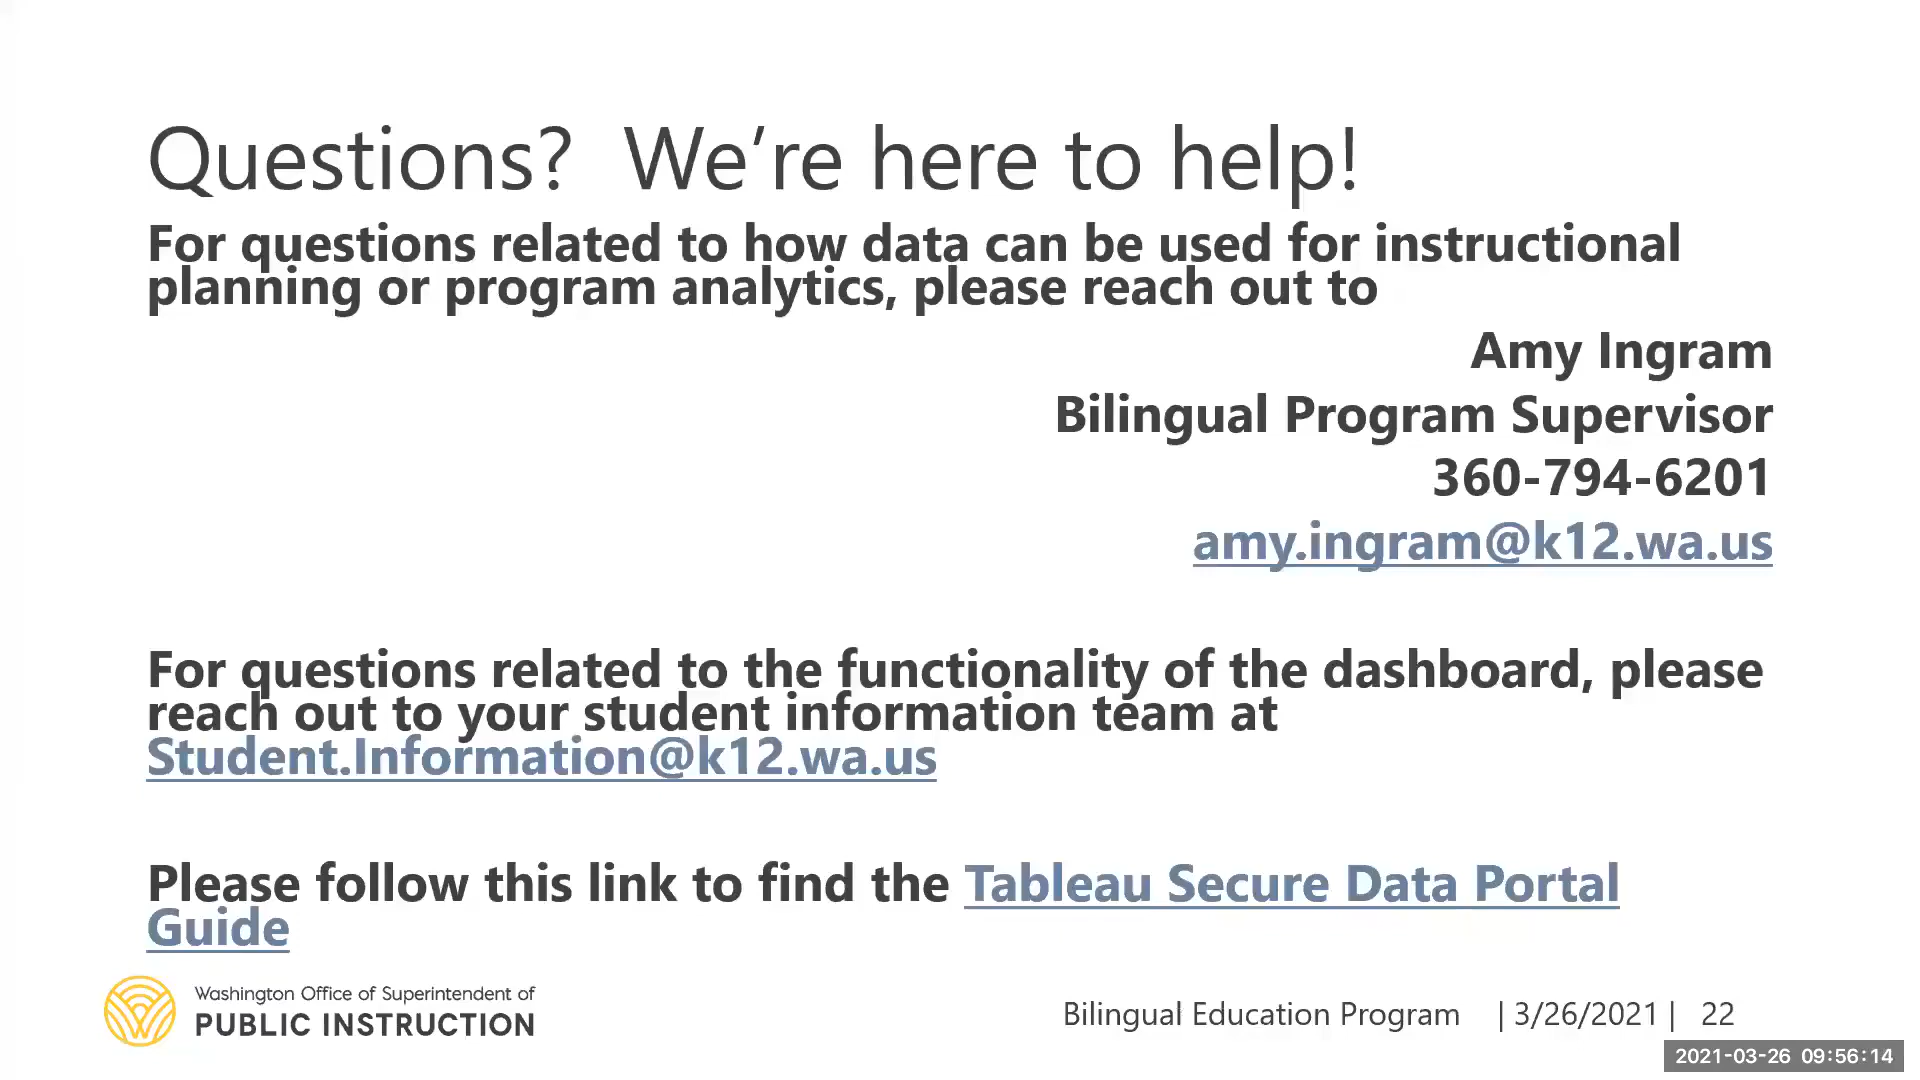 Questions?  We’re here to help!
For questions related to how data can be used for instructional
planning or program analytics, please reach out to
Amy Ingram
Bilingual Program Supervisor
360-794-6201
amy.ingram@k12.wa.us
For questions related to the functionality of the dashboard, please
reach out to your student information team at
Student.Information@k12.wa.us
Please follow this link to find the Tableau Secure Data Portal
Guide
Washington Office of Superintendent of
PUBLIC INSTRUCTION
Bilingual Education Program | 3/26/2021 | 22
2021-03-26 09:56:14